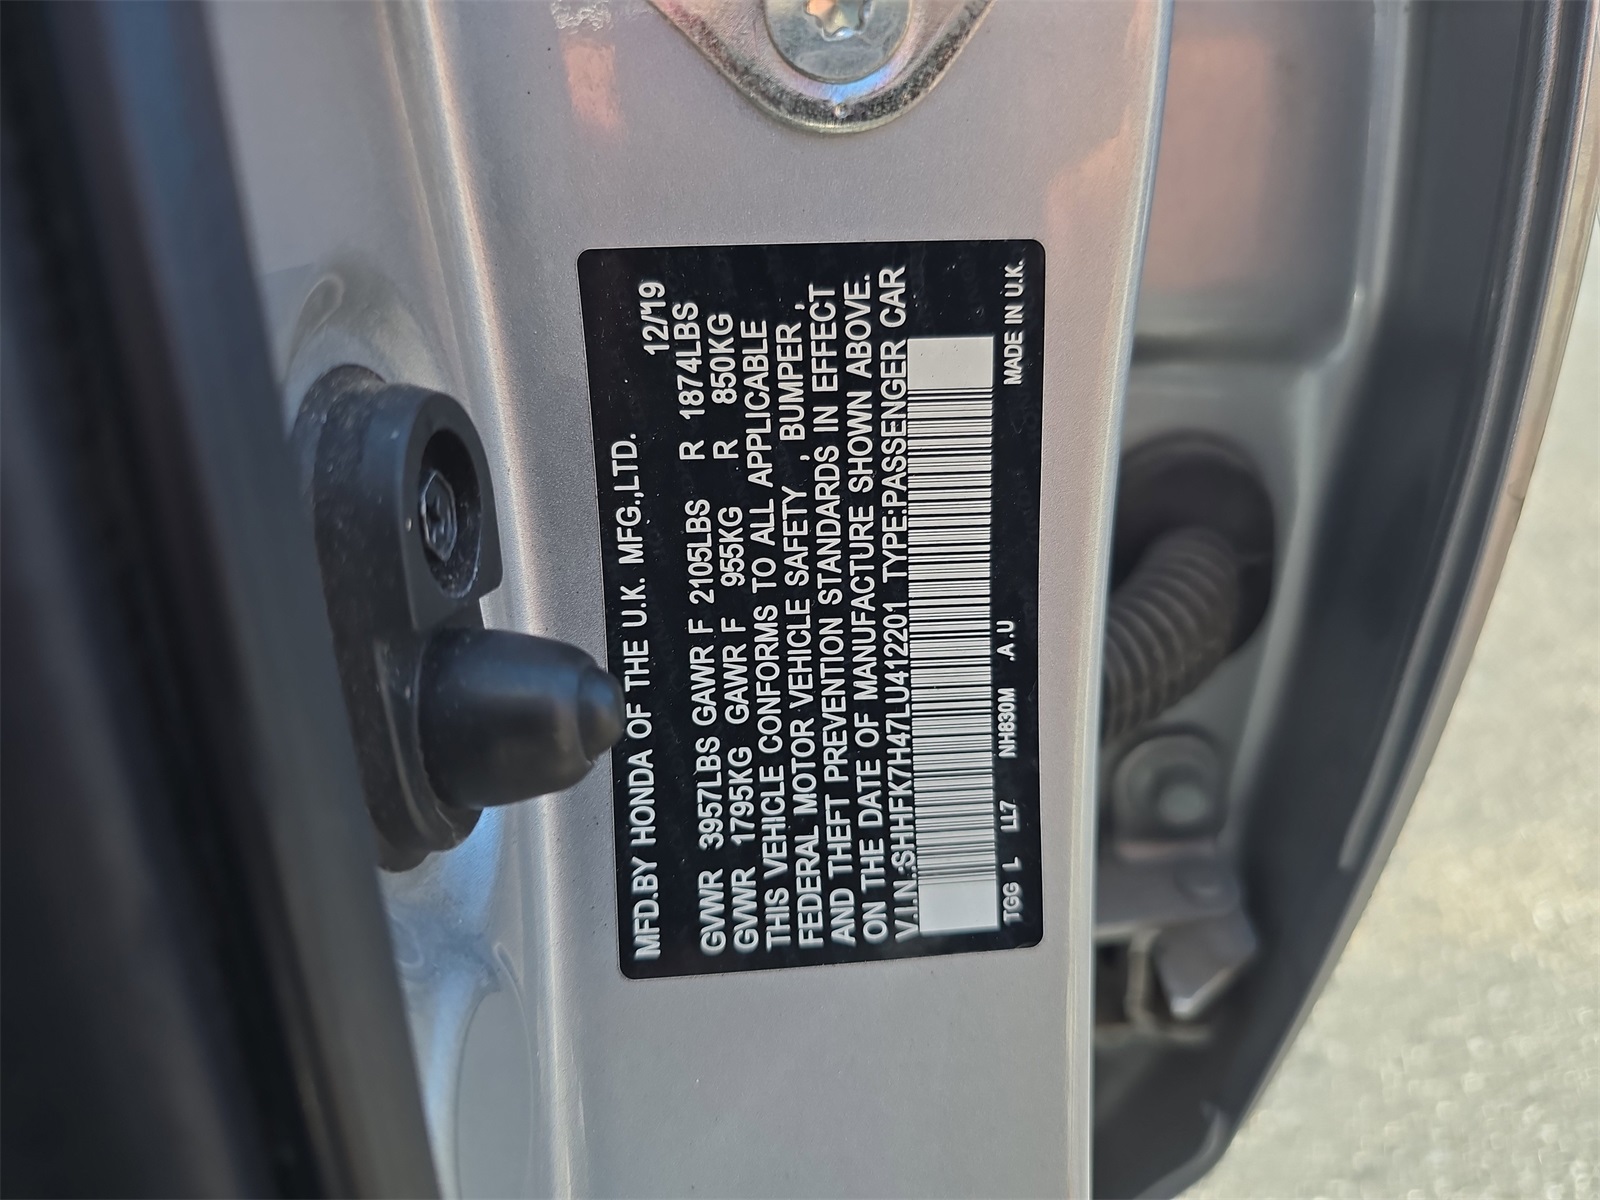 MFD.BY HONDA OF THE U.K. MFG.,LTD. 12/19
GVWR 3957LBS GAWR F 2105LBS R 1874LBS
GVWR 1795KG GAWR F 955KG R 850KG
THIS VEHICLE CONFORMS TO ALL APPLICABLE
FEDERAL MOTOR VEHICLE SAFETY , BUMPER ,
AND THEFT PREVENTION STANDARDS IN EFFECT
ON THE DATE OF MANUFACTURE SHOWN ABOVE.
V.I.N.:SHHFK7H47LU412201 TYPE:PASSENGER CAR
TGG L LL7 NH830M .A.U MADE IN U.K.